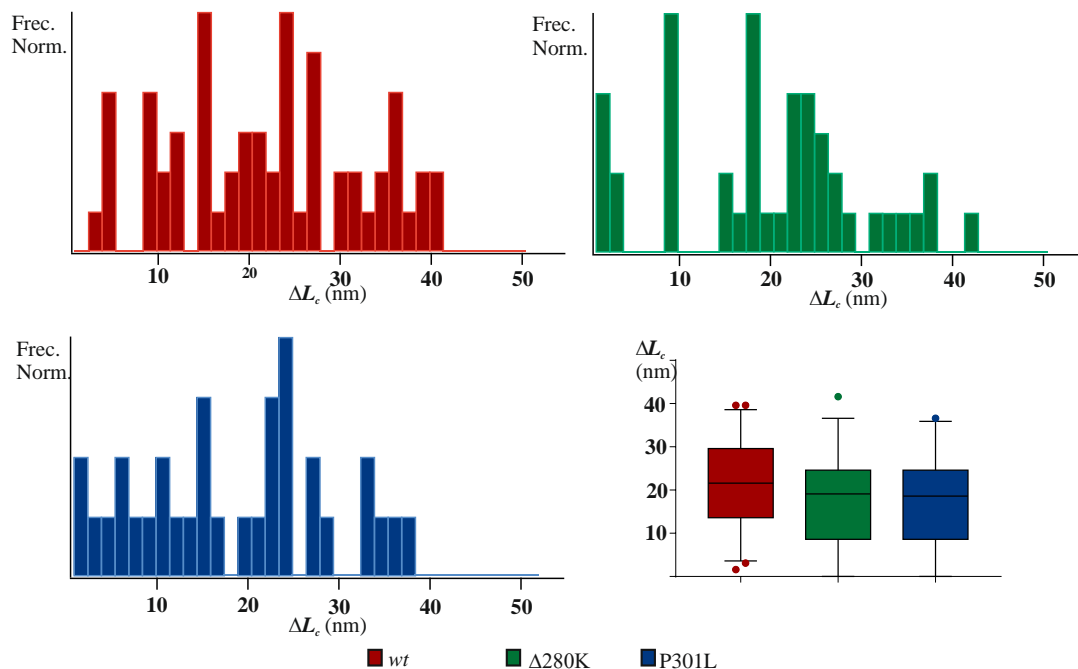 Frec.
Norm.
10 20 30 40 50
ΔLc (nm)
Frec.
Norm.
10 20 30 40 50
ΔLc (nm)
Frec.
Norm.
10 20 30 40 50
ΔLc (nm)
ΔLc
(nm)
40
30
20
10
wt Δ280K P301L